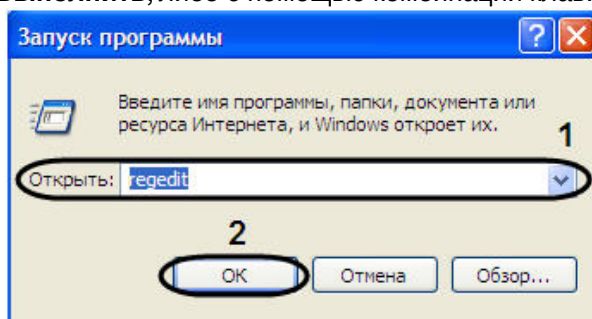 Запуск программы
Введите имя программы, папки, документа или
ресурса Интернета, и Windows откроет их.
1
Открыть: regedit
2
ОК Отмена Обзор...